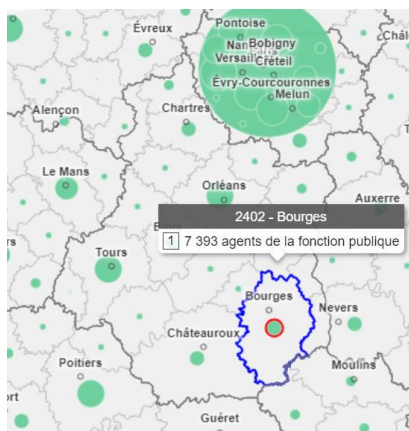 Pontoise
Évreux
Bobigny
Versail
Créteil
Évry-Courcouronnes
Melun
Alençon
Chartres
Le Mans
Orléans
Auxerre
2402 - Bourges
1 7 393 agents de la fonction publique
Tours
Bourges
Nevers
Châteauroux
Moulins
Poitiers
Guéret